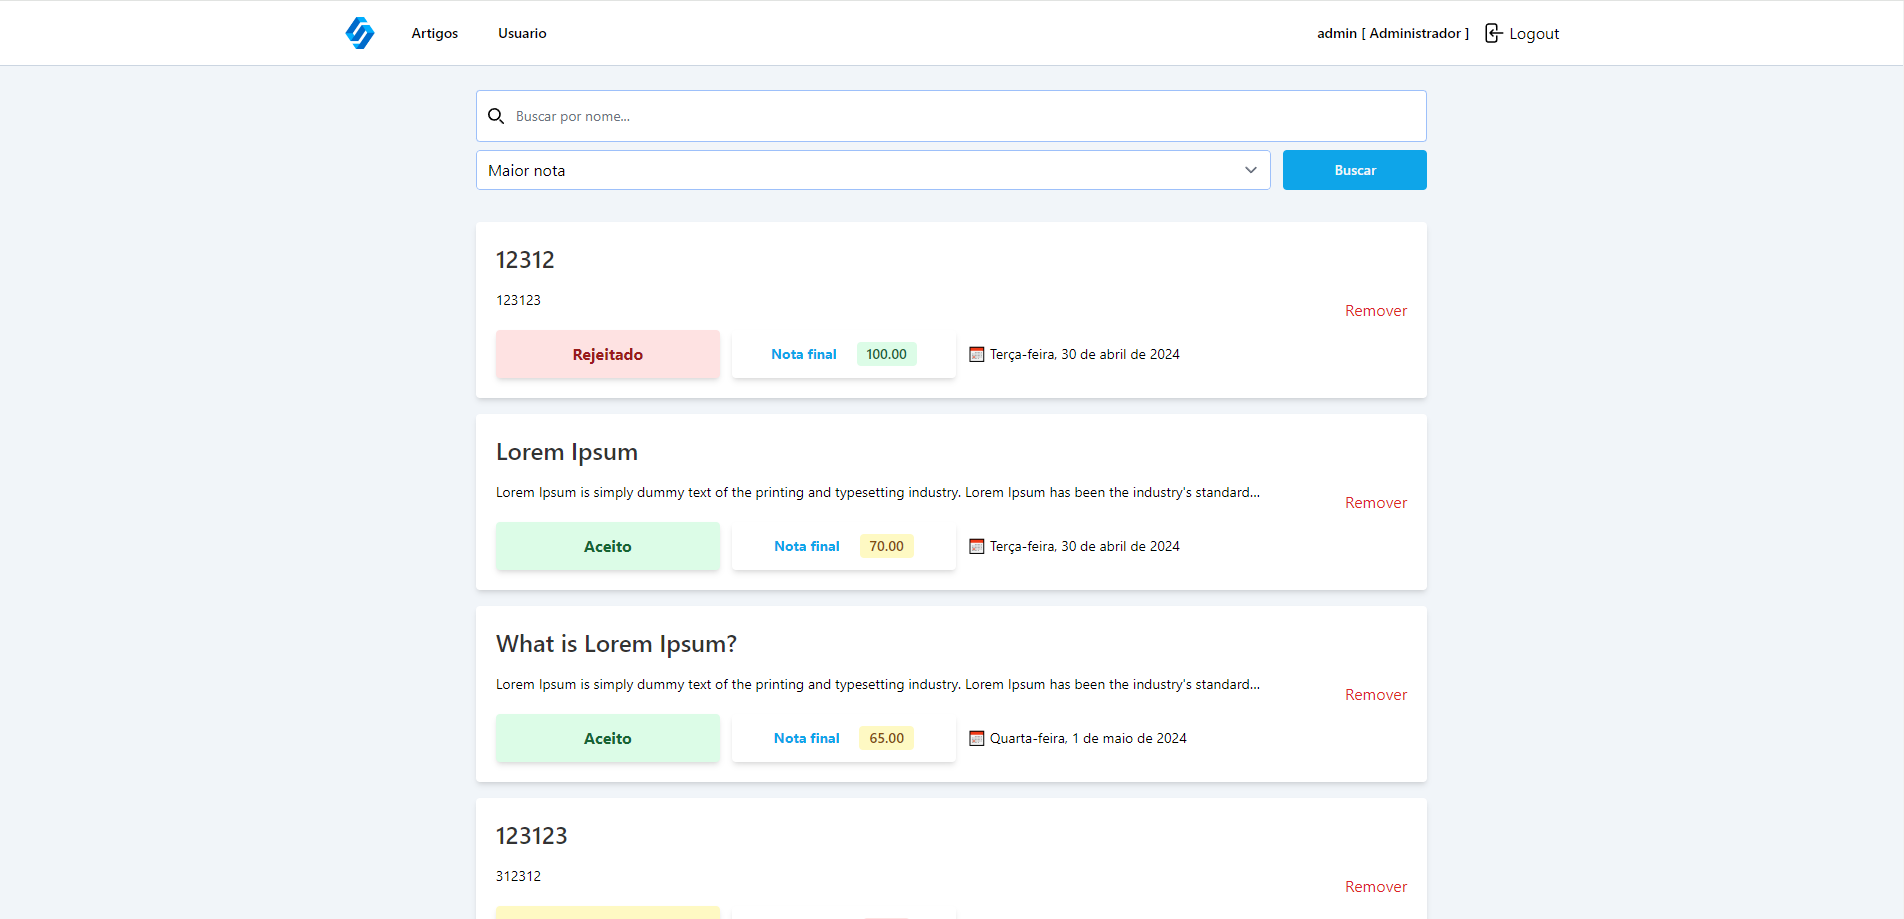 Artigos Usuario admin [ Administrador ] Logout
Buscar por nome...
Maior nota Buscar
12312
123123
Remover
Rejeitado Nota final 100.00 Terça-feira, 30 de abril de 2024
Lorem Ipsum
Lorem Ipsum is simply dummy text of the printing and typesetting industry. Lorem Ipsum has been the industry's standard...
Remover
Aceito Nota final 70.00 Terça-feira, 30 de abril de 2024
What is Lorem Ipsum?
Lorem Ipsum is simply dummy text of the printing and typesetting industry. Lorem Ipsum has been the industry's standard...
Remover
Aceito Nota final 65.00 Quarta-feira, 1 de maio de 2024
123123
312312
Remover